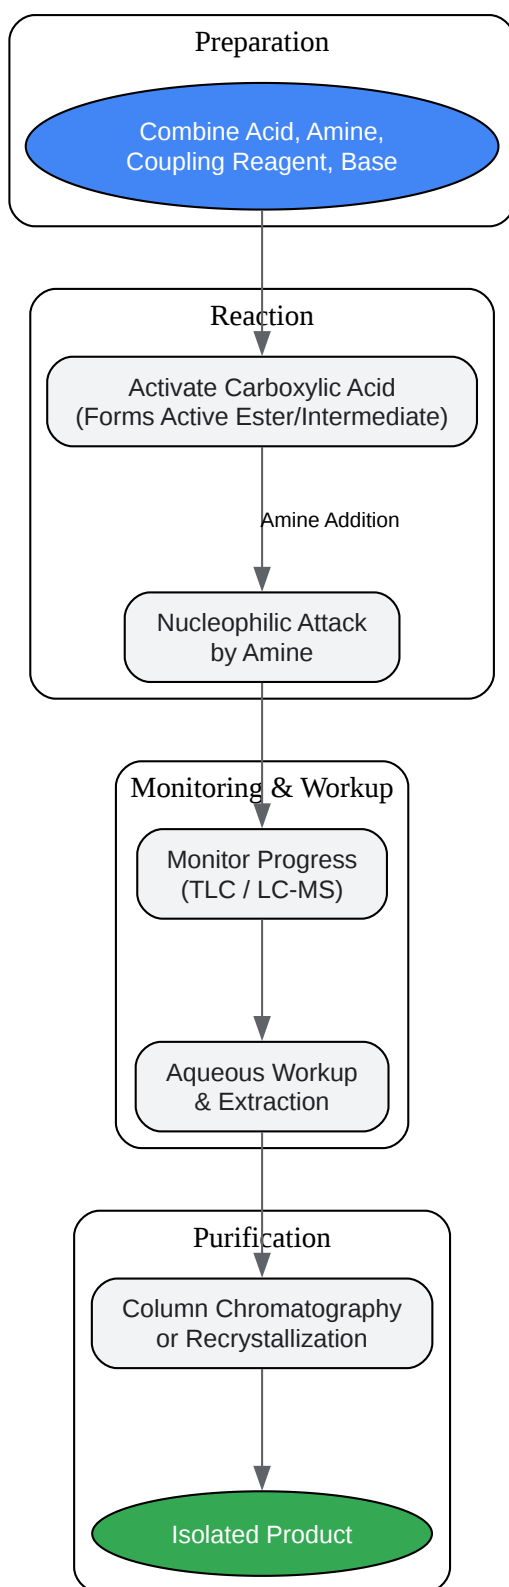 Preparation
Combine Acid, Amine,
Coupling Reagent, Base
Reaction
Activate Carboxylic Acid
(Forms Active Ester/Intermediate)
Amine Addition
Nucleophilic Attack
by Amine
Monitoring & Workup
Monitor Progress
(TLC / LC-MS)
Aqueous Workup
& Extraction
Purification
Column Chromatography
or Recrystallization
Isolated Product